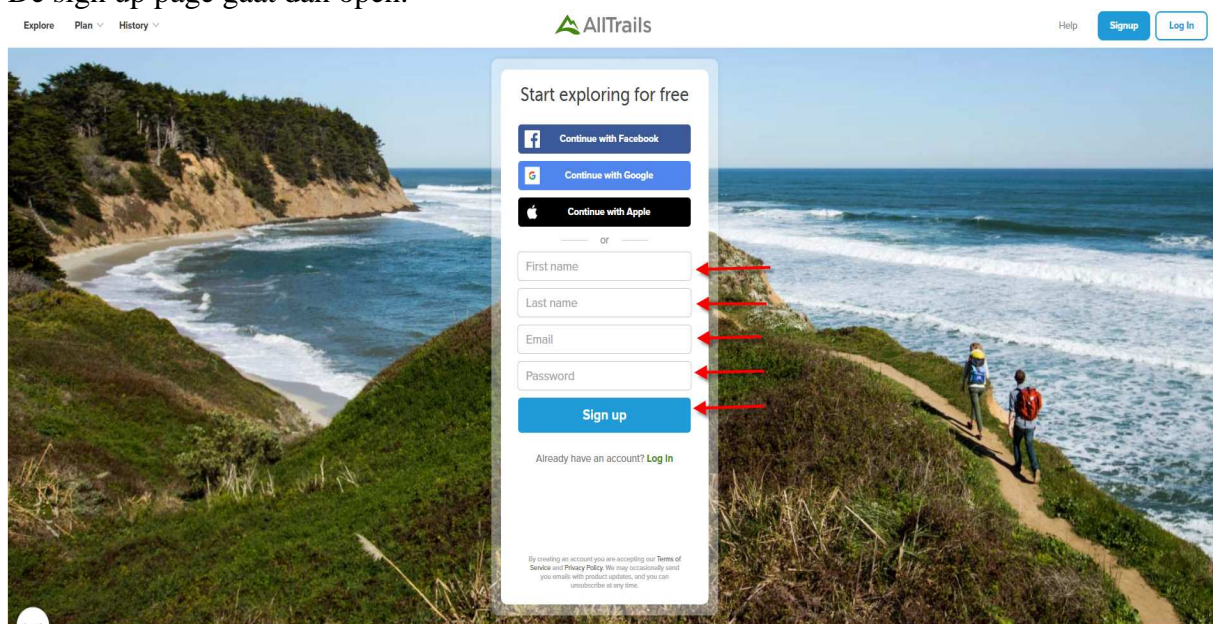 De sign up page gaat dan open.
Explore Plan History AllTrails Help Signup Log In
Start exploring for free
Continue with Facebook
G Continue with Google
Continue with Apple
or
First name
Last name
Email
Password
Sign up
Already have an account? Log In
By creating an account you are accepting our Terms of
Service and Privacy Policy. We may occasionally send
you emails with product updates, and you can
unsubscribe at any time.